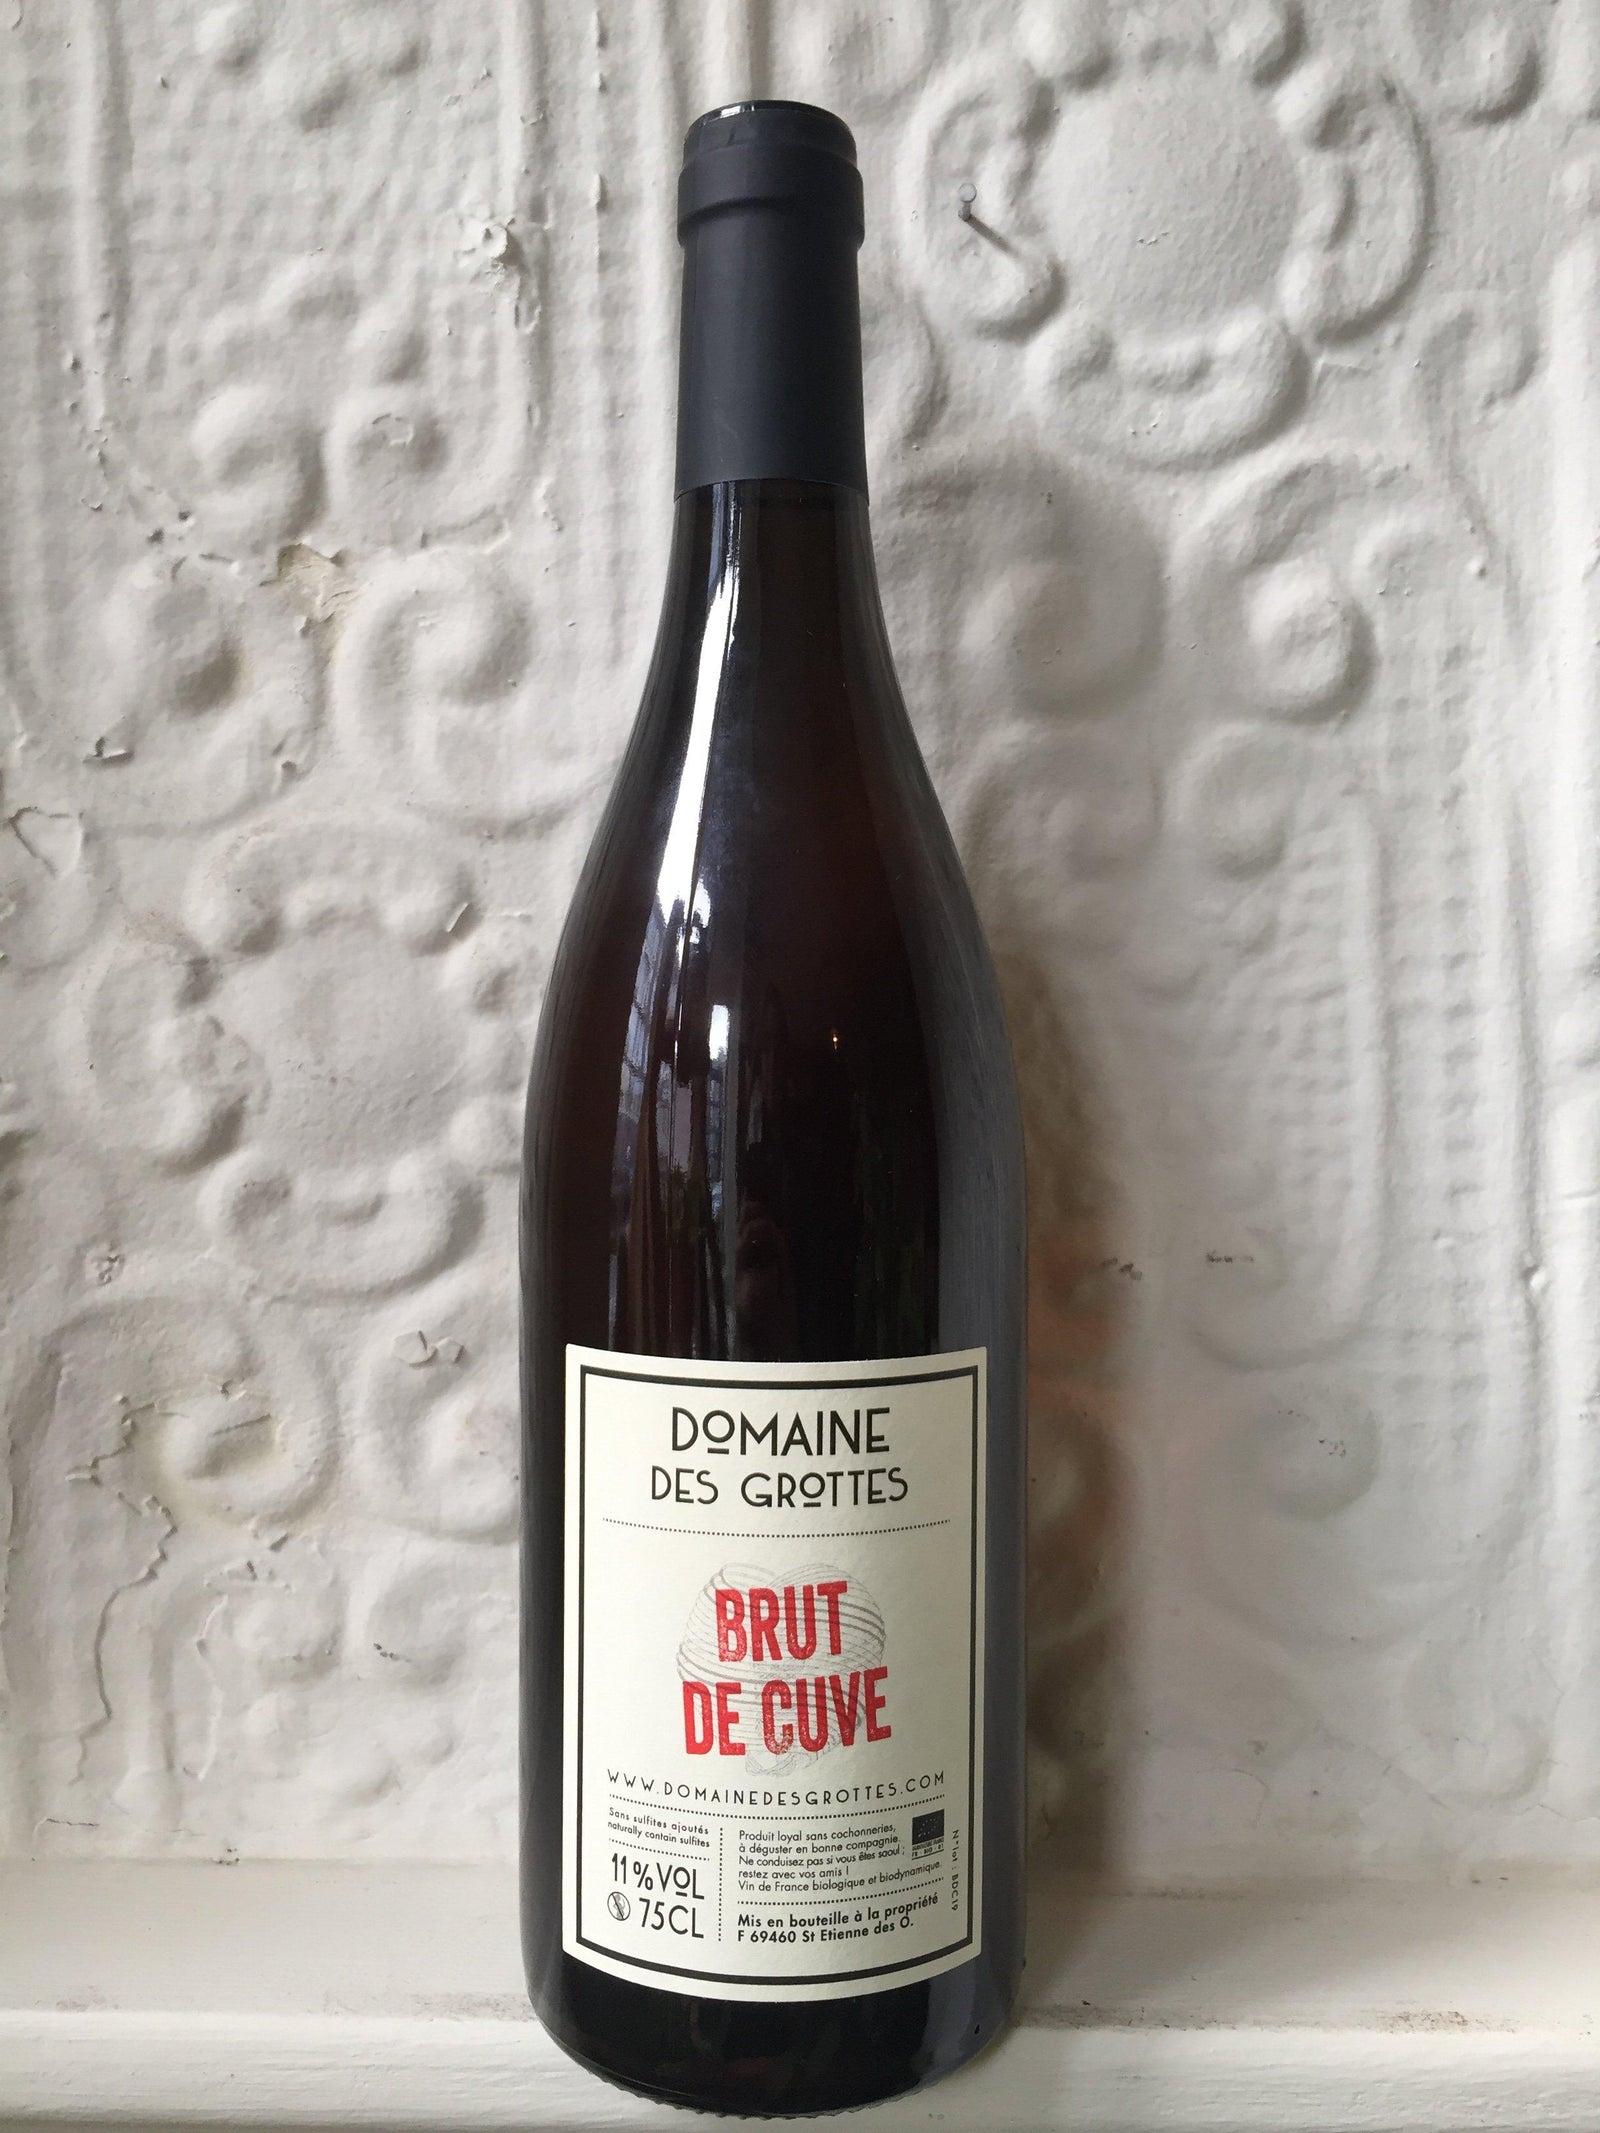 DOMAINE
DES GROTTES
BRUT
DE CUVE
WWW.DOMAINEDESGROTTES.COM
Sans sulfites ajoutés
naturally contain sulfites
11% VOL
75CL
Produit loyal sans cochonneries,
à déguster en bonne compagnie.
Ne conduisez pas si vous êtes saoul ;
restez avec vos amis !
Vin de France biologique et biodynamique.
Mis en bouteille à la propriété
F 69460 St Etienne des O.
N° lot : BDC19